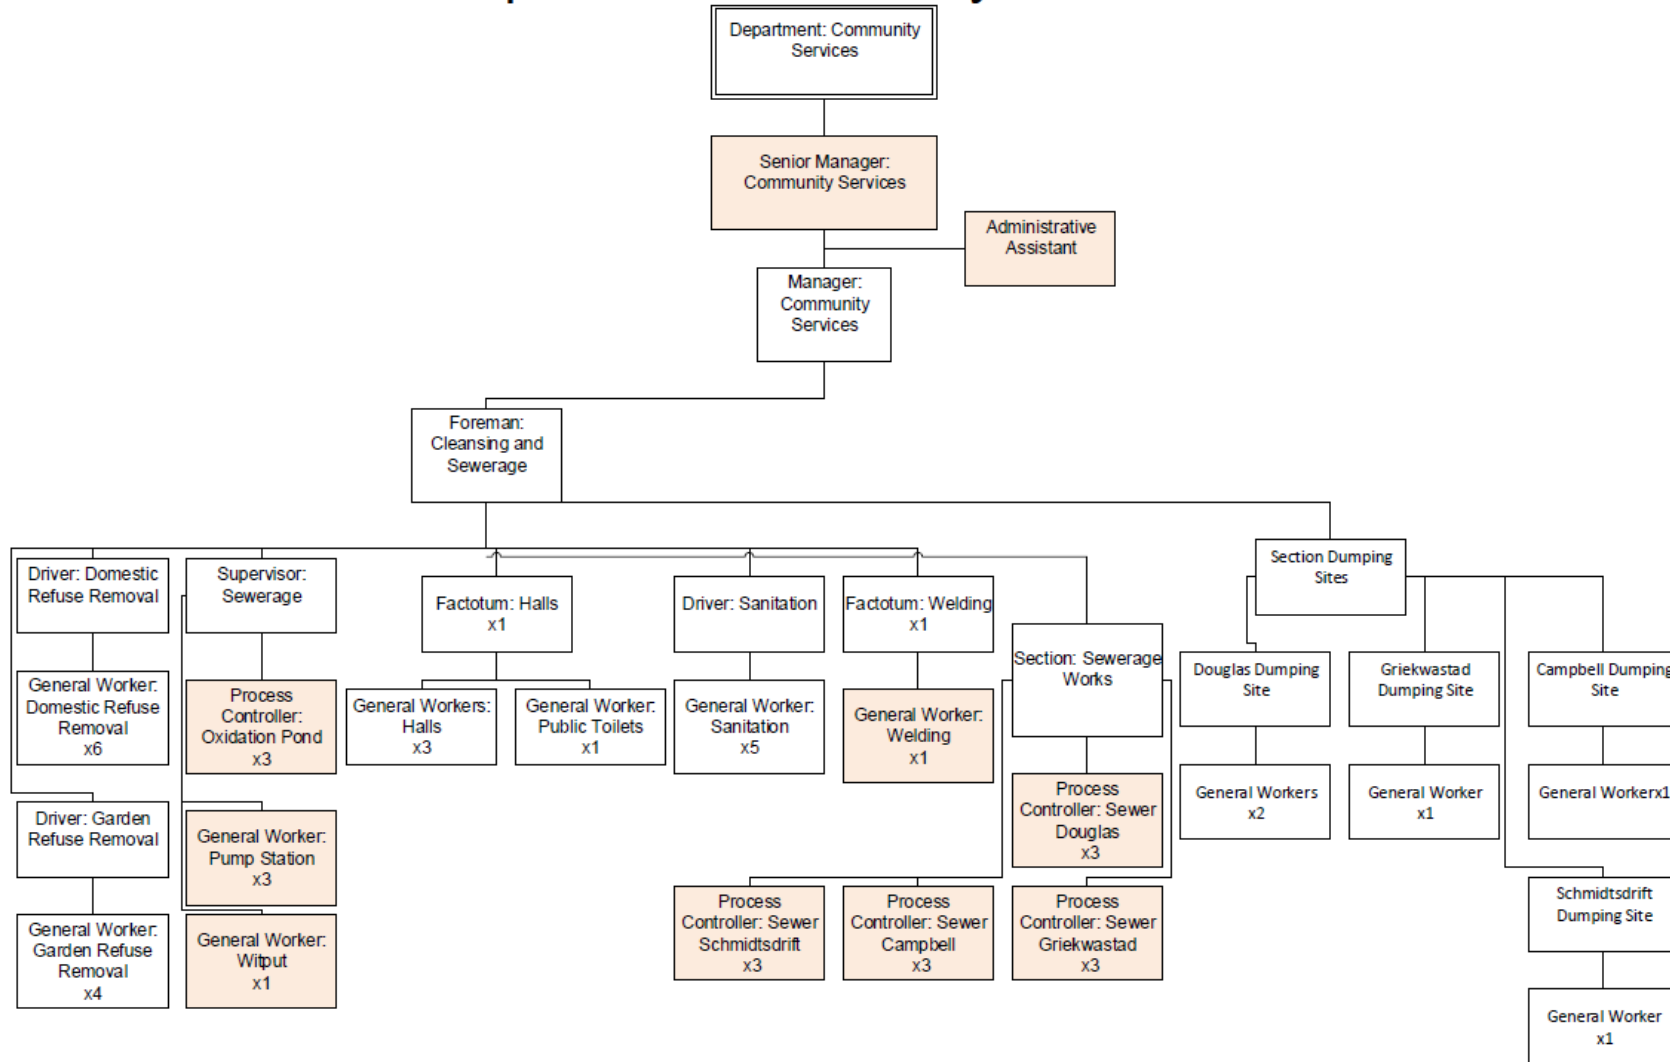 Department: Community
Services
Senior Manager:
Community Services
Administrative
Assistant
Manager:
Community
Services
Foreman:
Cleansing and
Sewerage
Driver: Domestic
Refuse Removal
Supervisor:
Sewerage
Factotum: Halls
x1
Driver: Sanitation
Factotum: Welding
x1
Section: Sewerage
Works
Section Dumping
Sites
General Worker:
Domestic Refuse
Removal
x6
Process
Controller:
Oxidation Pond
x3
General Workers:
Halls
x3
General Worker:
Public Toilets
x1
General Worker:
Sanitation
x5
General Worker:
Welding
x1
Douglas Dumping
Site
Griekwastad
Dumping Site
Campbell Dumping
Site
Process
Controller: Sewer
Douglas
x3
General Workers
x2
General Worker
x1
General Workerx1
Driver: Garden
Refuse Removal
General Worker:
Pump Station
x3
Process
Controller: Sewer
Schmidtsdrift
x3
Process
Controller: Sewer
Campbell
x3
Process
Controller: Sewer
Griekwastad
x3
Schmidtsdrift
Dumping Site
General Worker:
Garden Refuse
Removal
x4
General Worker:
Witput
x1
General Worker
x1